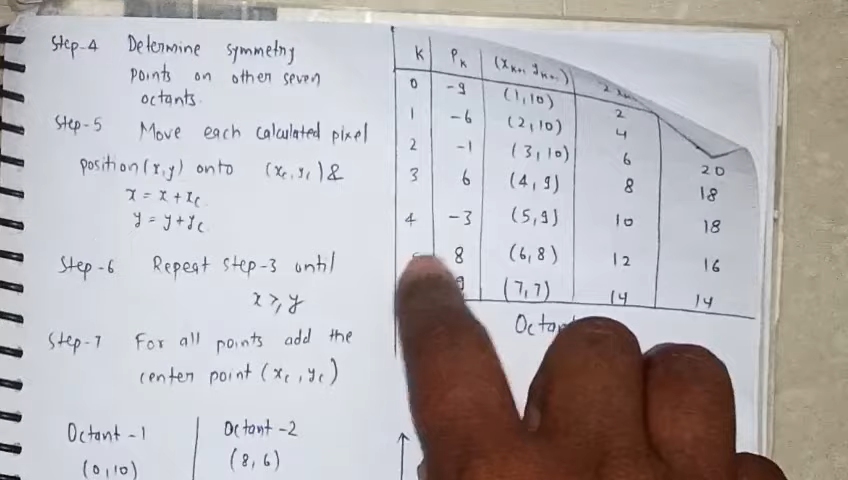 Step-4 Determine symmetry
points on other seven
octants.
Step-5 Move each calculated pixel
position (x,y) onto (xc, yc) &
x = x + xc
y = y + yc
Step-6 Repeat step-3 until
x ≥ y
Step-7 For all points add the
center point (xc, yc)
Octant-1 Octant-2
(0,10) (8,6)
K Pk (xk+1, yk+1)
0 -9 (1,10) 2 20
1 -6 (2,10) 4 18
2 -1 (3,10) 6 18
3 6 (4,9) 8 16
4 -3 (5,9) 10 14
8 (6,8) 12
(7,7) 14